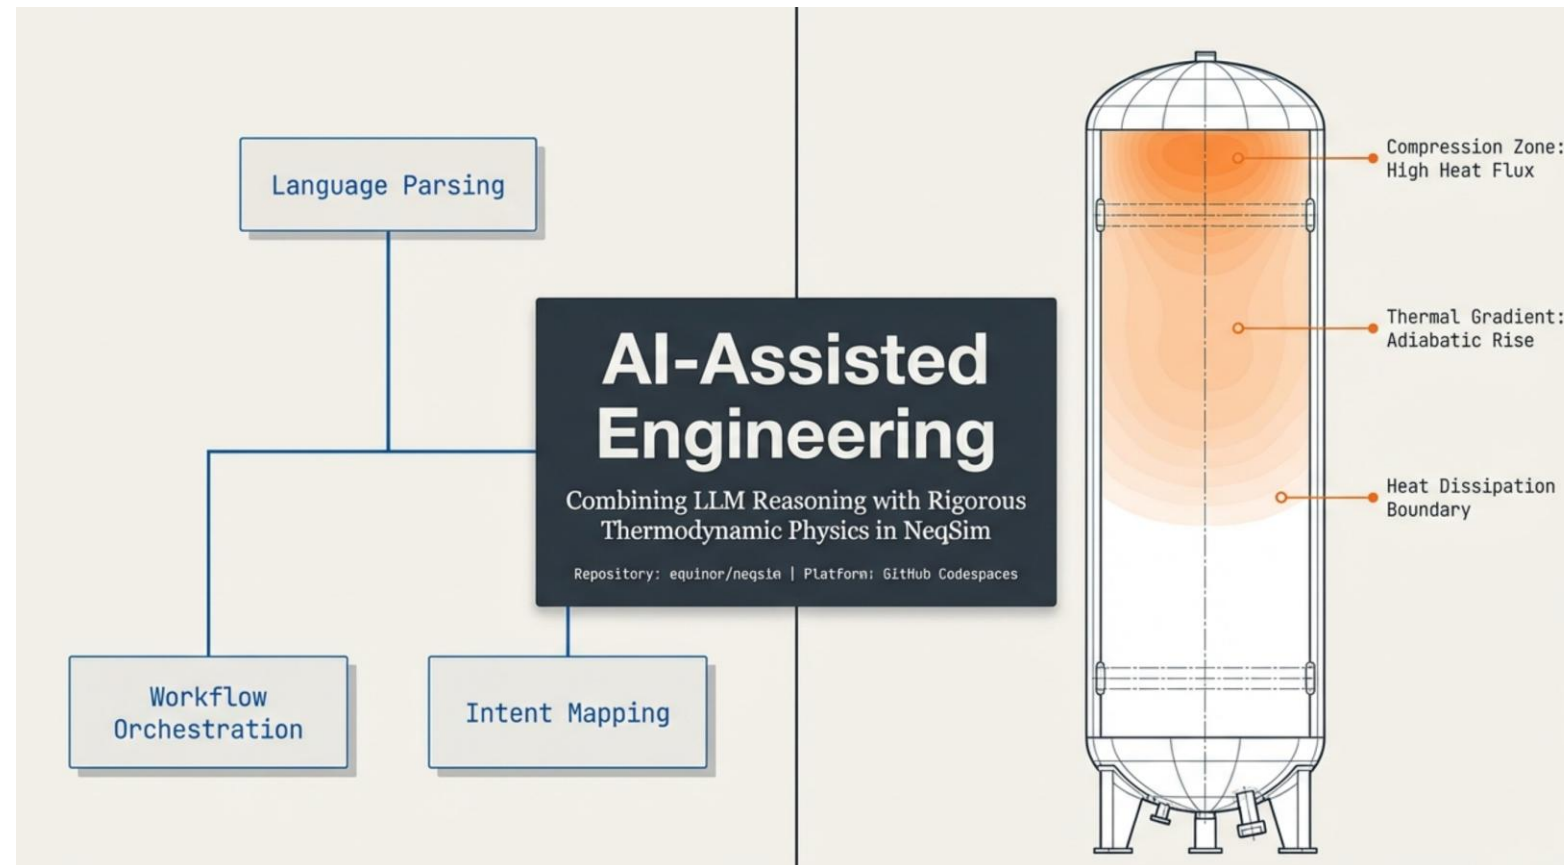 Language Parsing
AI-Assisted
Engineering
Combining LLM Reasoning with Rigorous
Thermodynamic Physics in NeqSim
Repository: equinor/neqsim | Platform: GitHub Codespaces
Workflow
Orchestration
Intent Mapping
Compression Zone:
High Heat Flux
Thermal Gradient:
Adiabatic Rise
Heat Dissipation
Boundary